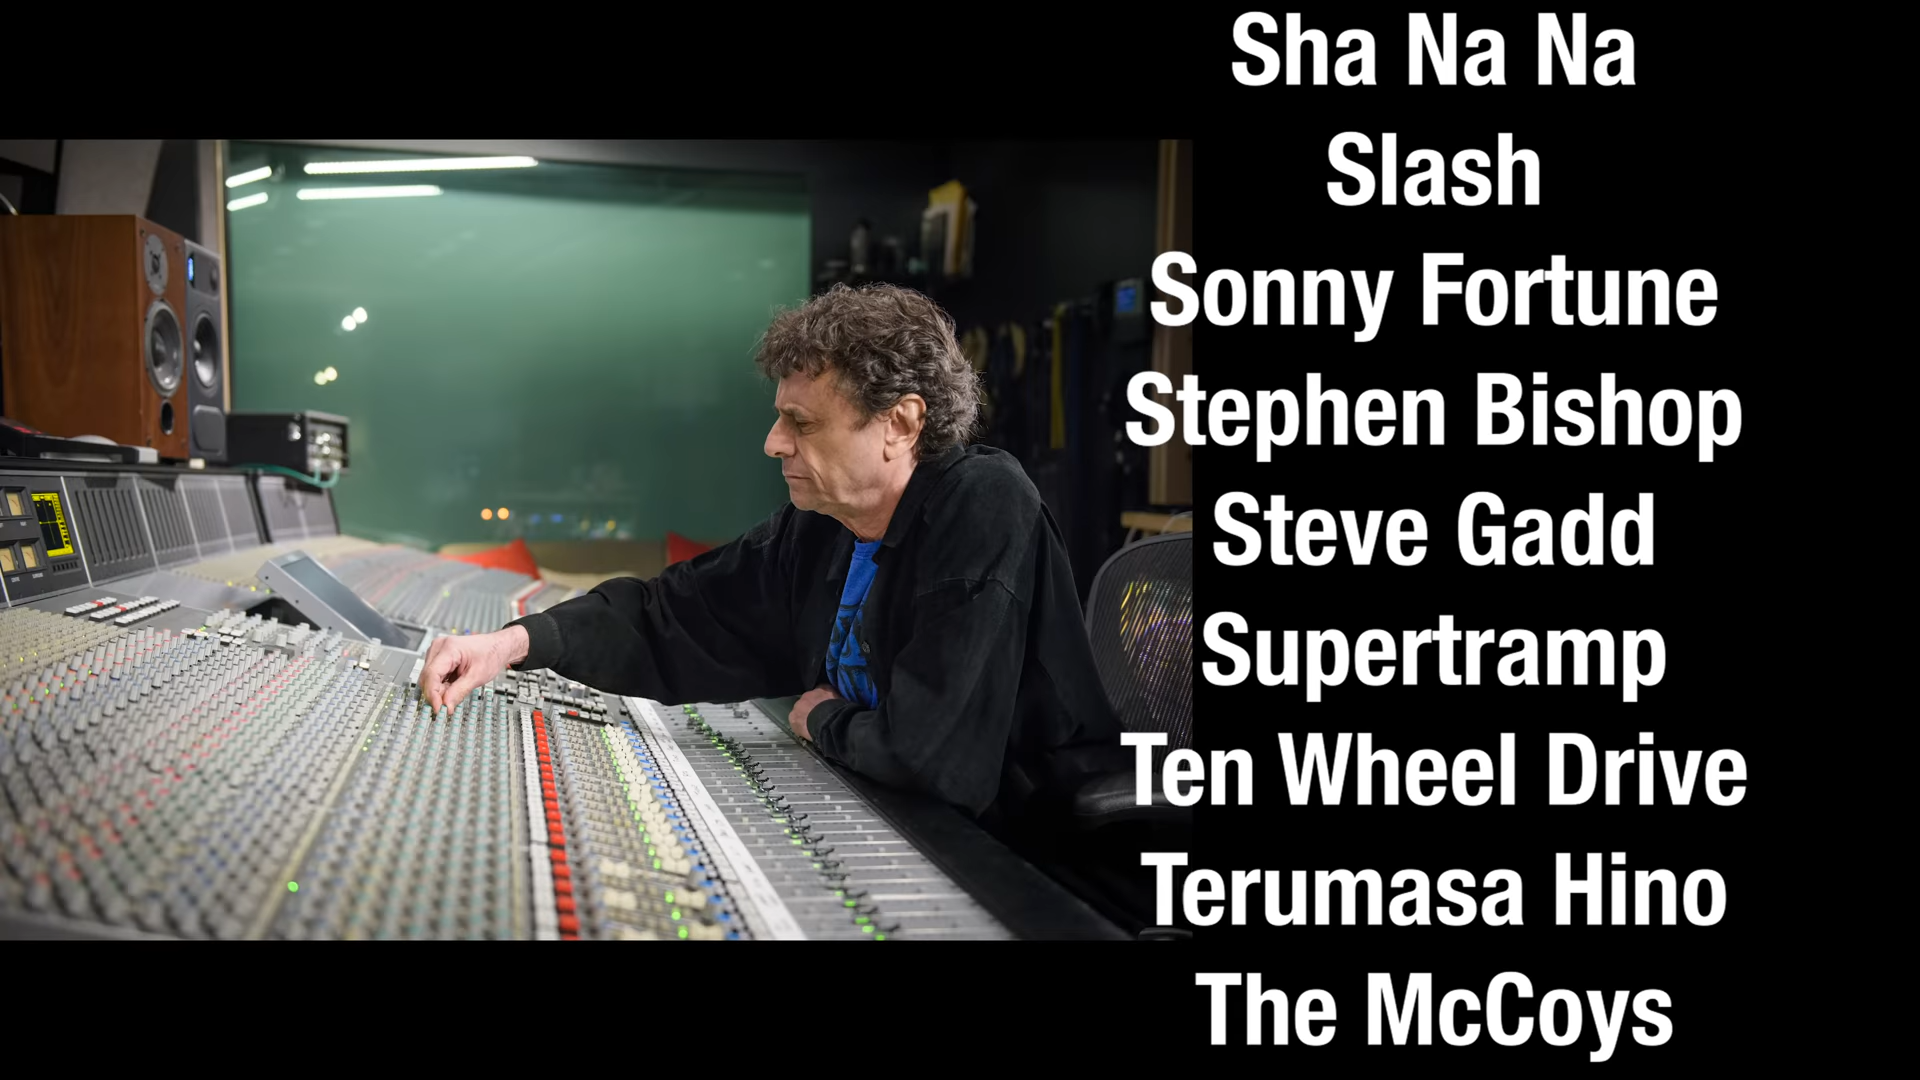 Sha Na Na
Slash
Sonny Fortune
Stephen Bishop
Steve Gadd
Supertramp
Ten Wheel Drive
Terumasa Hino
The McCoys